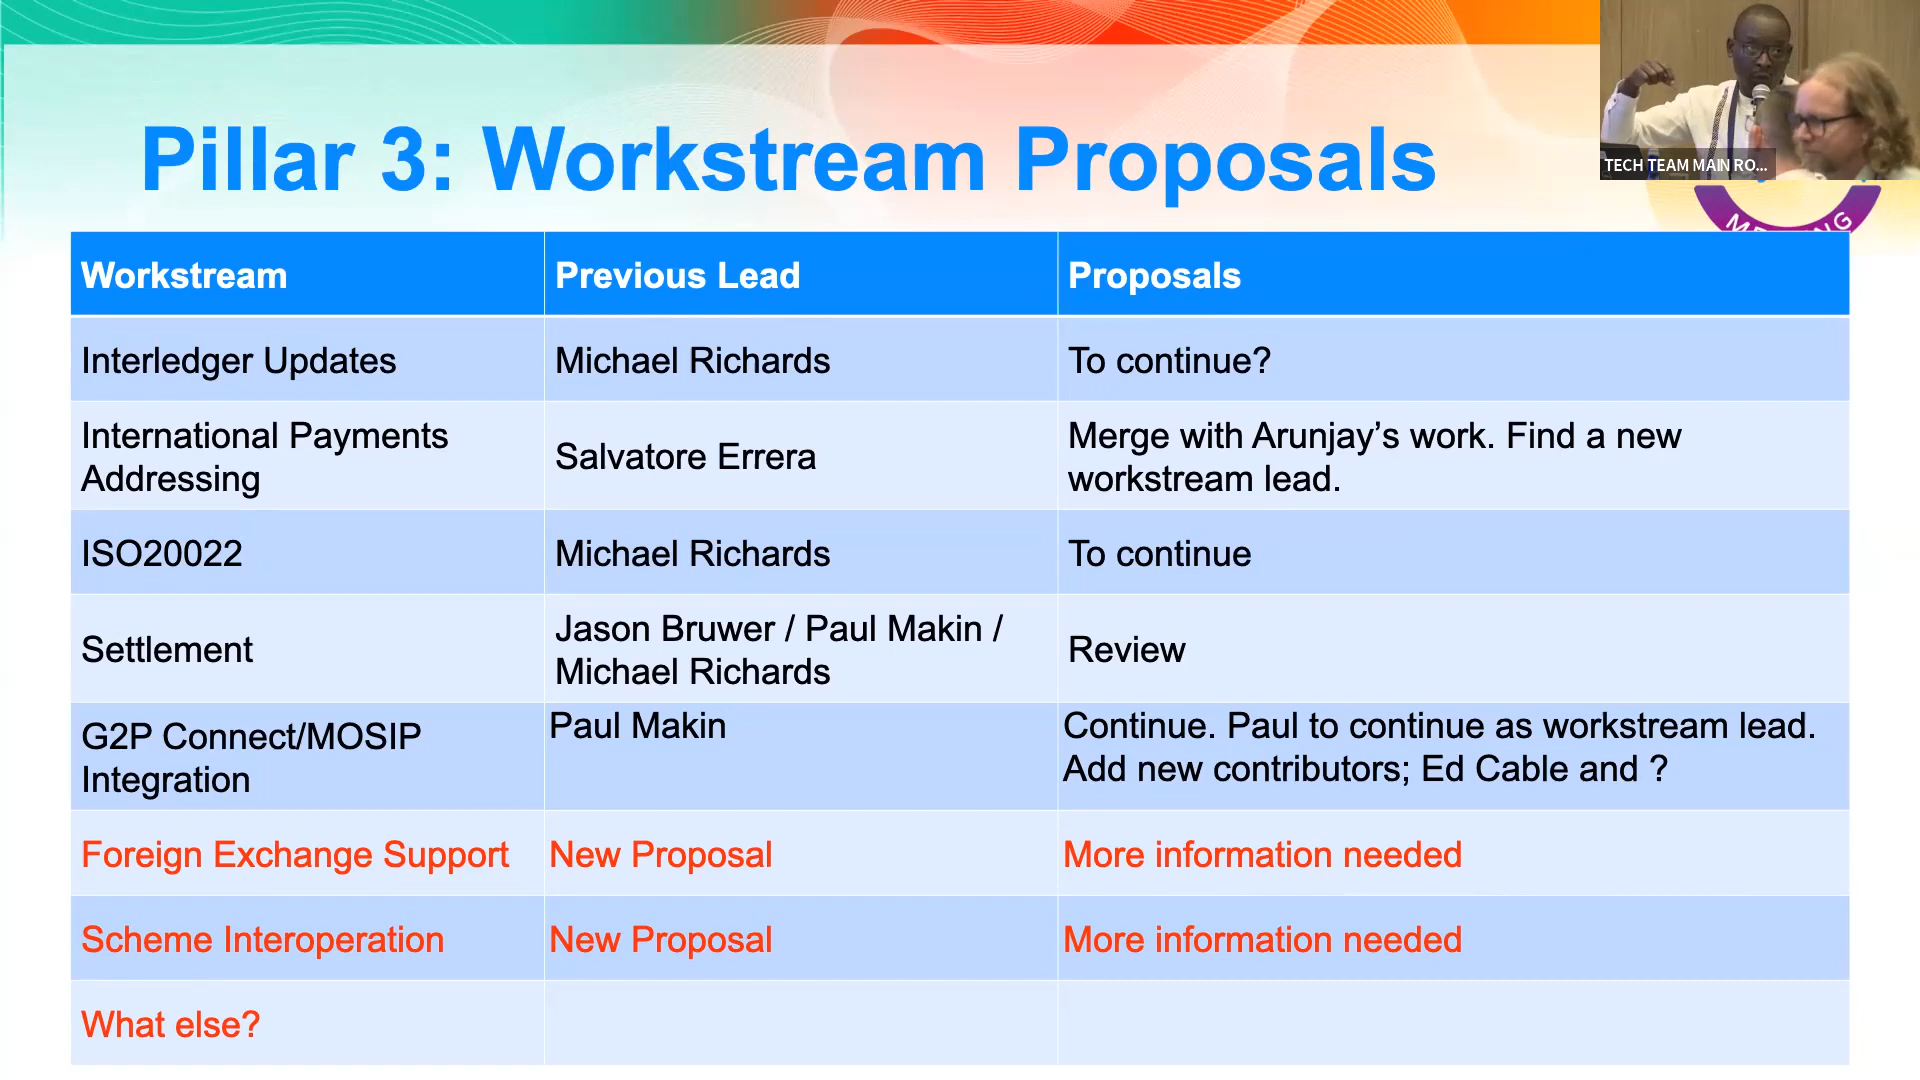 TECH TEAM MAIN RO...
Pillar 3: Workstream Proposals
Workstream
Previous Lead
Proposals
Interledger Updates
Michael Richards
To continue?
International Payments
Addressing
Salvatore Errera
Merge with Arunjay’s work. Find a new
workstream lead.
ISO20022
Michael Richards
To continue
Settlement
Jason Bruwer / Paul Makin /
Michael Richards
Review
G2P Connect/MOSIP
Integration
Paul Makin
Continue. Paul to continue as workstream lead.
Add new contributors; Ed Cable and ?
Foreign Exchange Support
New Proposal
More information needed
Scheme Interoperation
New Proposal
More information needed
What else?